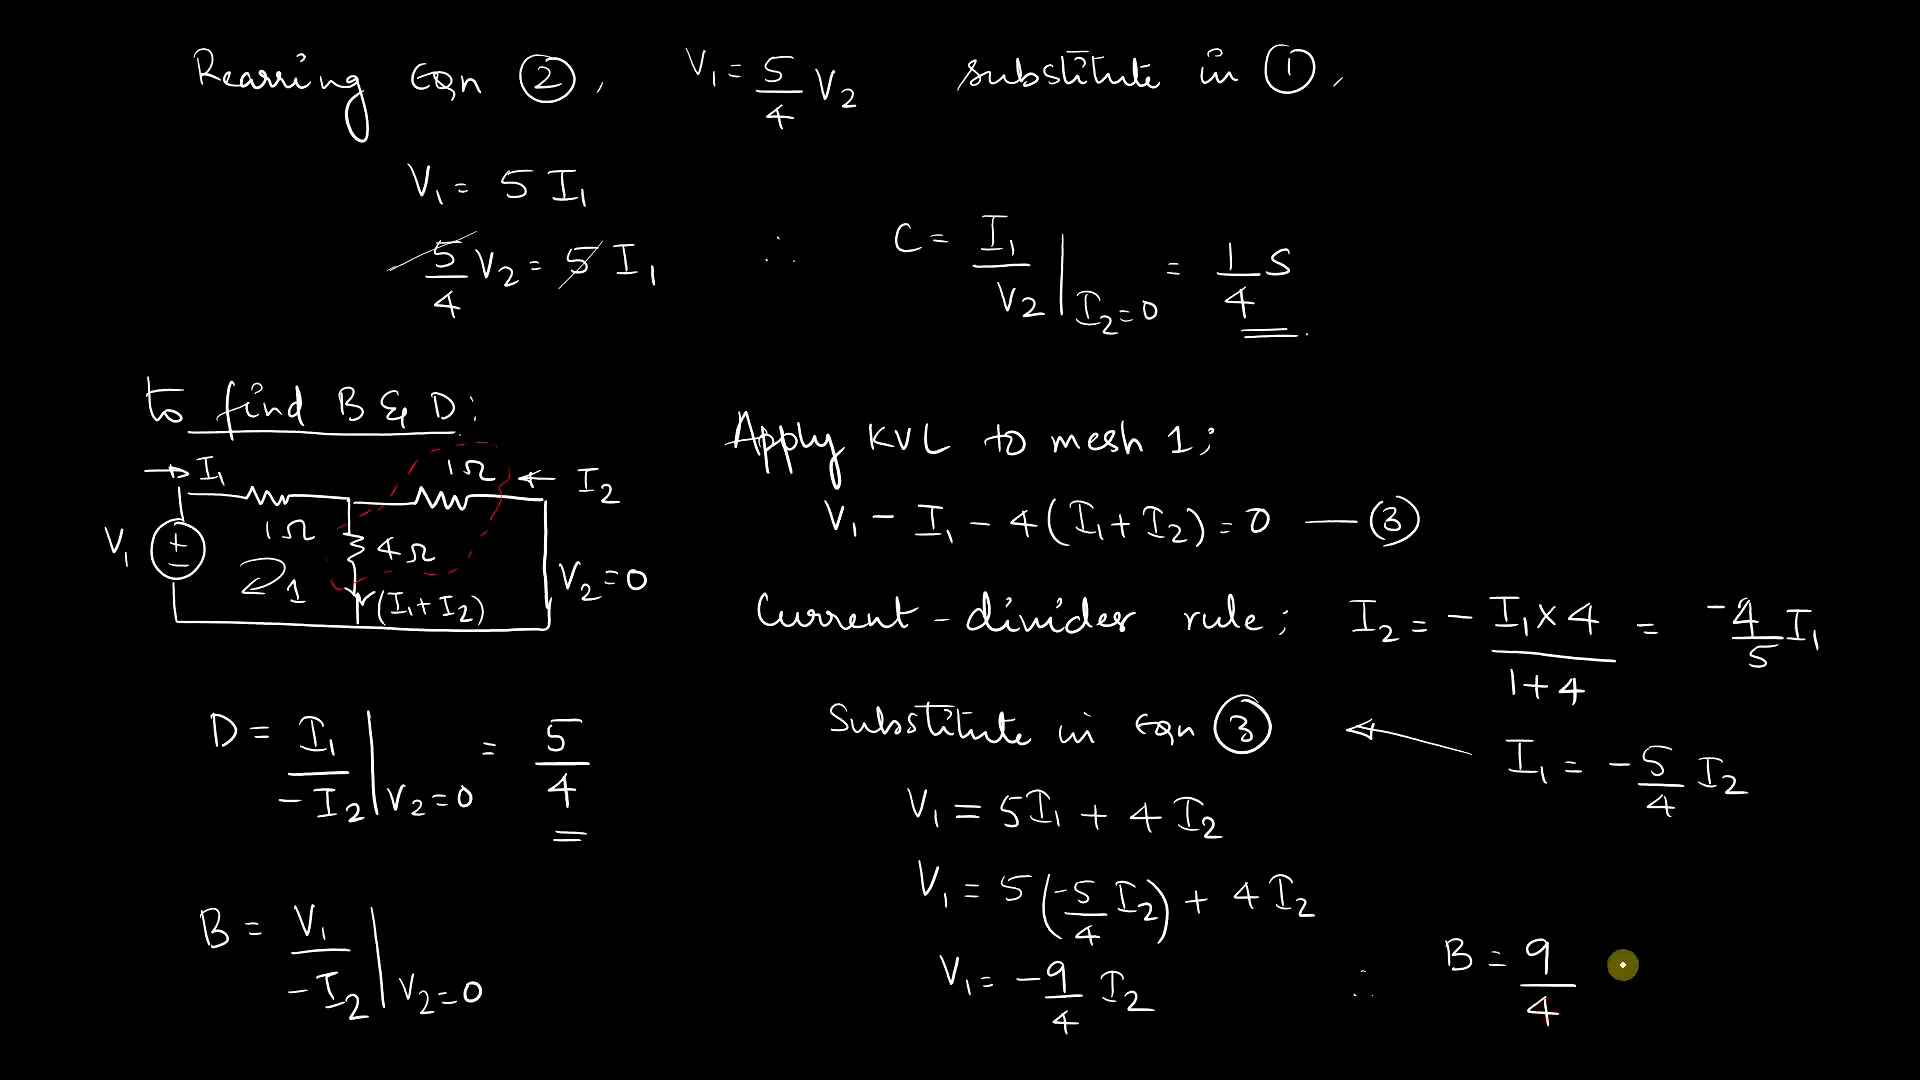 Rearring Eqn ②, V₁ = 5/4 V₂ substitute in ①,
V₁ = 5 I₁
5/4 V₂ = 5 I₁ ∴ C = I₁/V₂ |I₂=0 = 1/4 S
to find B & D:
Apply KVL to mesh 1;
→ I₁ 1Ω ← I₂
V₁ + − 1Ω 4Ω V₂=0
1 (I₁+I₂)
V₁ − I₁ − 4(I₁+I₂) = 0 — ③
Current-divider rule; I₂ = − I₁×4/1+4 = −4/5 I₁
Substitute in Eqn ③ ← I₁ = −5/4 I₂
D = I₁/−I₂ |V₂=0 = 5/4
V₁ = 5I₁ + 4I₂
V₁ = 5(−5/4 I₂) + 4I₂
B = V₁/−I₂ |V₂=0
V₁ = −9/4 I₂ ∴ B = 9/4